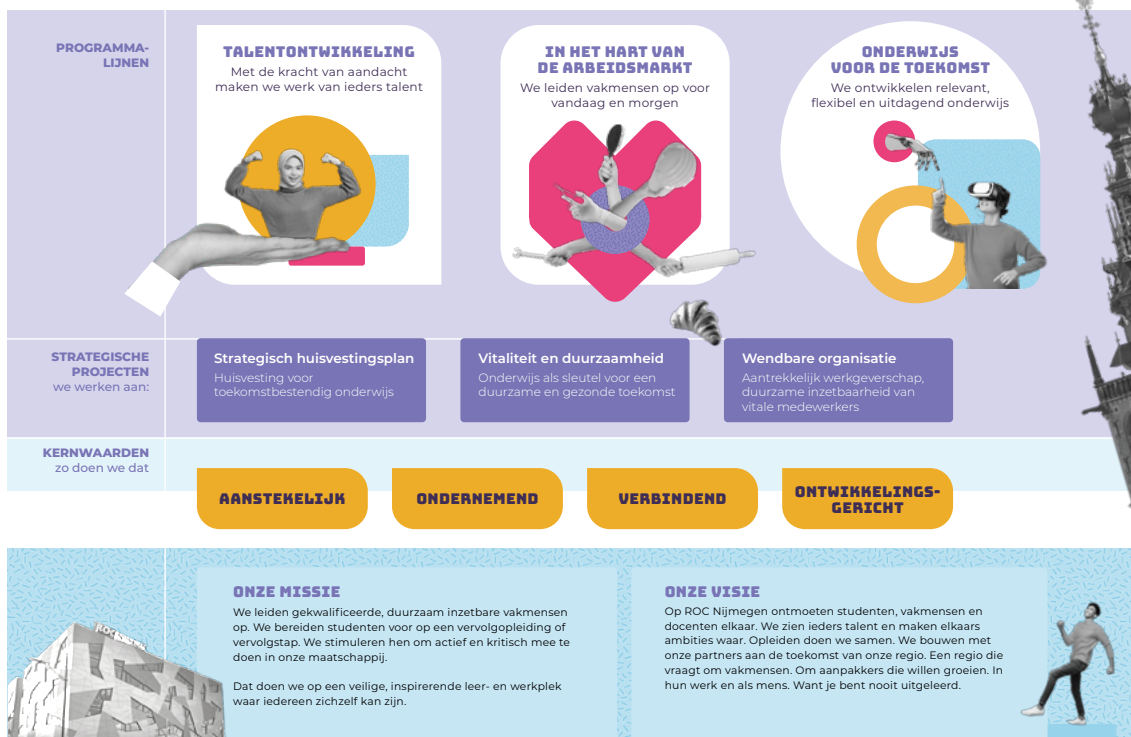 PROGRAMMA-
LIJNEN
TALENTONTWIKKELING
Met de kracht van aandacht
maken we werk van ieders talent
IN HET HART VAN
DE ARBEIDSMARKT
We leiden vakmensen op voor
vandaag en morgen
ONDERWIJS
VOOR DE TOEKOMST
We ontwikkelen relevant,
flexibel en uitdagend onderwijs
STRATEGISCHE
PROJECTEN
we werken aan:
Strategisch huisvestingsplan
Huisvesting voor
toekomstbestendig onderwijs
Vitaliteit en duurzaamheid
Onderwijs als sleutel voor een
duurzame en gezonde toekomst
Wendbare organisatie
Aantrekkelijk werkgeverschap,
duurzame inzetbaarheid van
vitale medewerkers
KERNWAARDEN
zo doen we dat
AANSTEKELIJK
ONDERNEMEND
VERBINDEND
ONTWIKKELINGS-
GERICHT
ONZE MISSIE
We leiden gekwalificeerde, duurzaam inzetbare vakmensen
op. We bereiden studenten voor op een vervolgopleiding of
vervolgstap. We stimuleren hen om actief en kritisch mee te
doen in onze maatschappij.
Dat doen we op een veilige, inspirerende leer- en werkplek
waar iedereen zichzelf kan zijn.
ONZE VISIE
Op ROC Nijmegen ontmoeten studenten, vakmensen en
docenten elkaar. We zien ieders talent en maken elkaars
ambities waar. Opleiden doen we samen. We bouwen met
onze partners aan de toekomst van onze regio. Een regio die
vraagt om vakmensen. Om aanpakkers die willen groeien. In
hun werk en als mens. Want je bent nooit uitgeleerd.